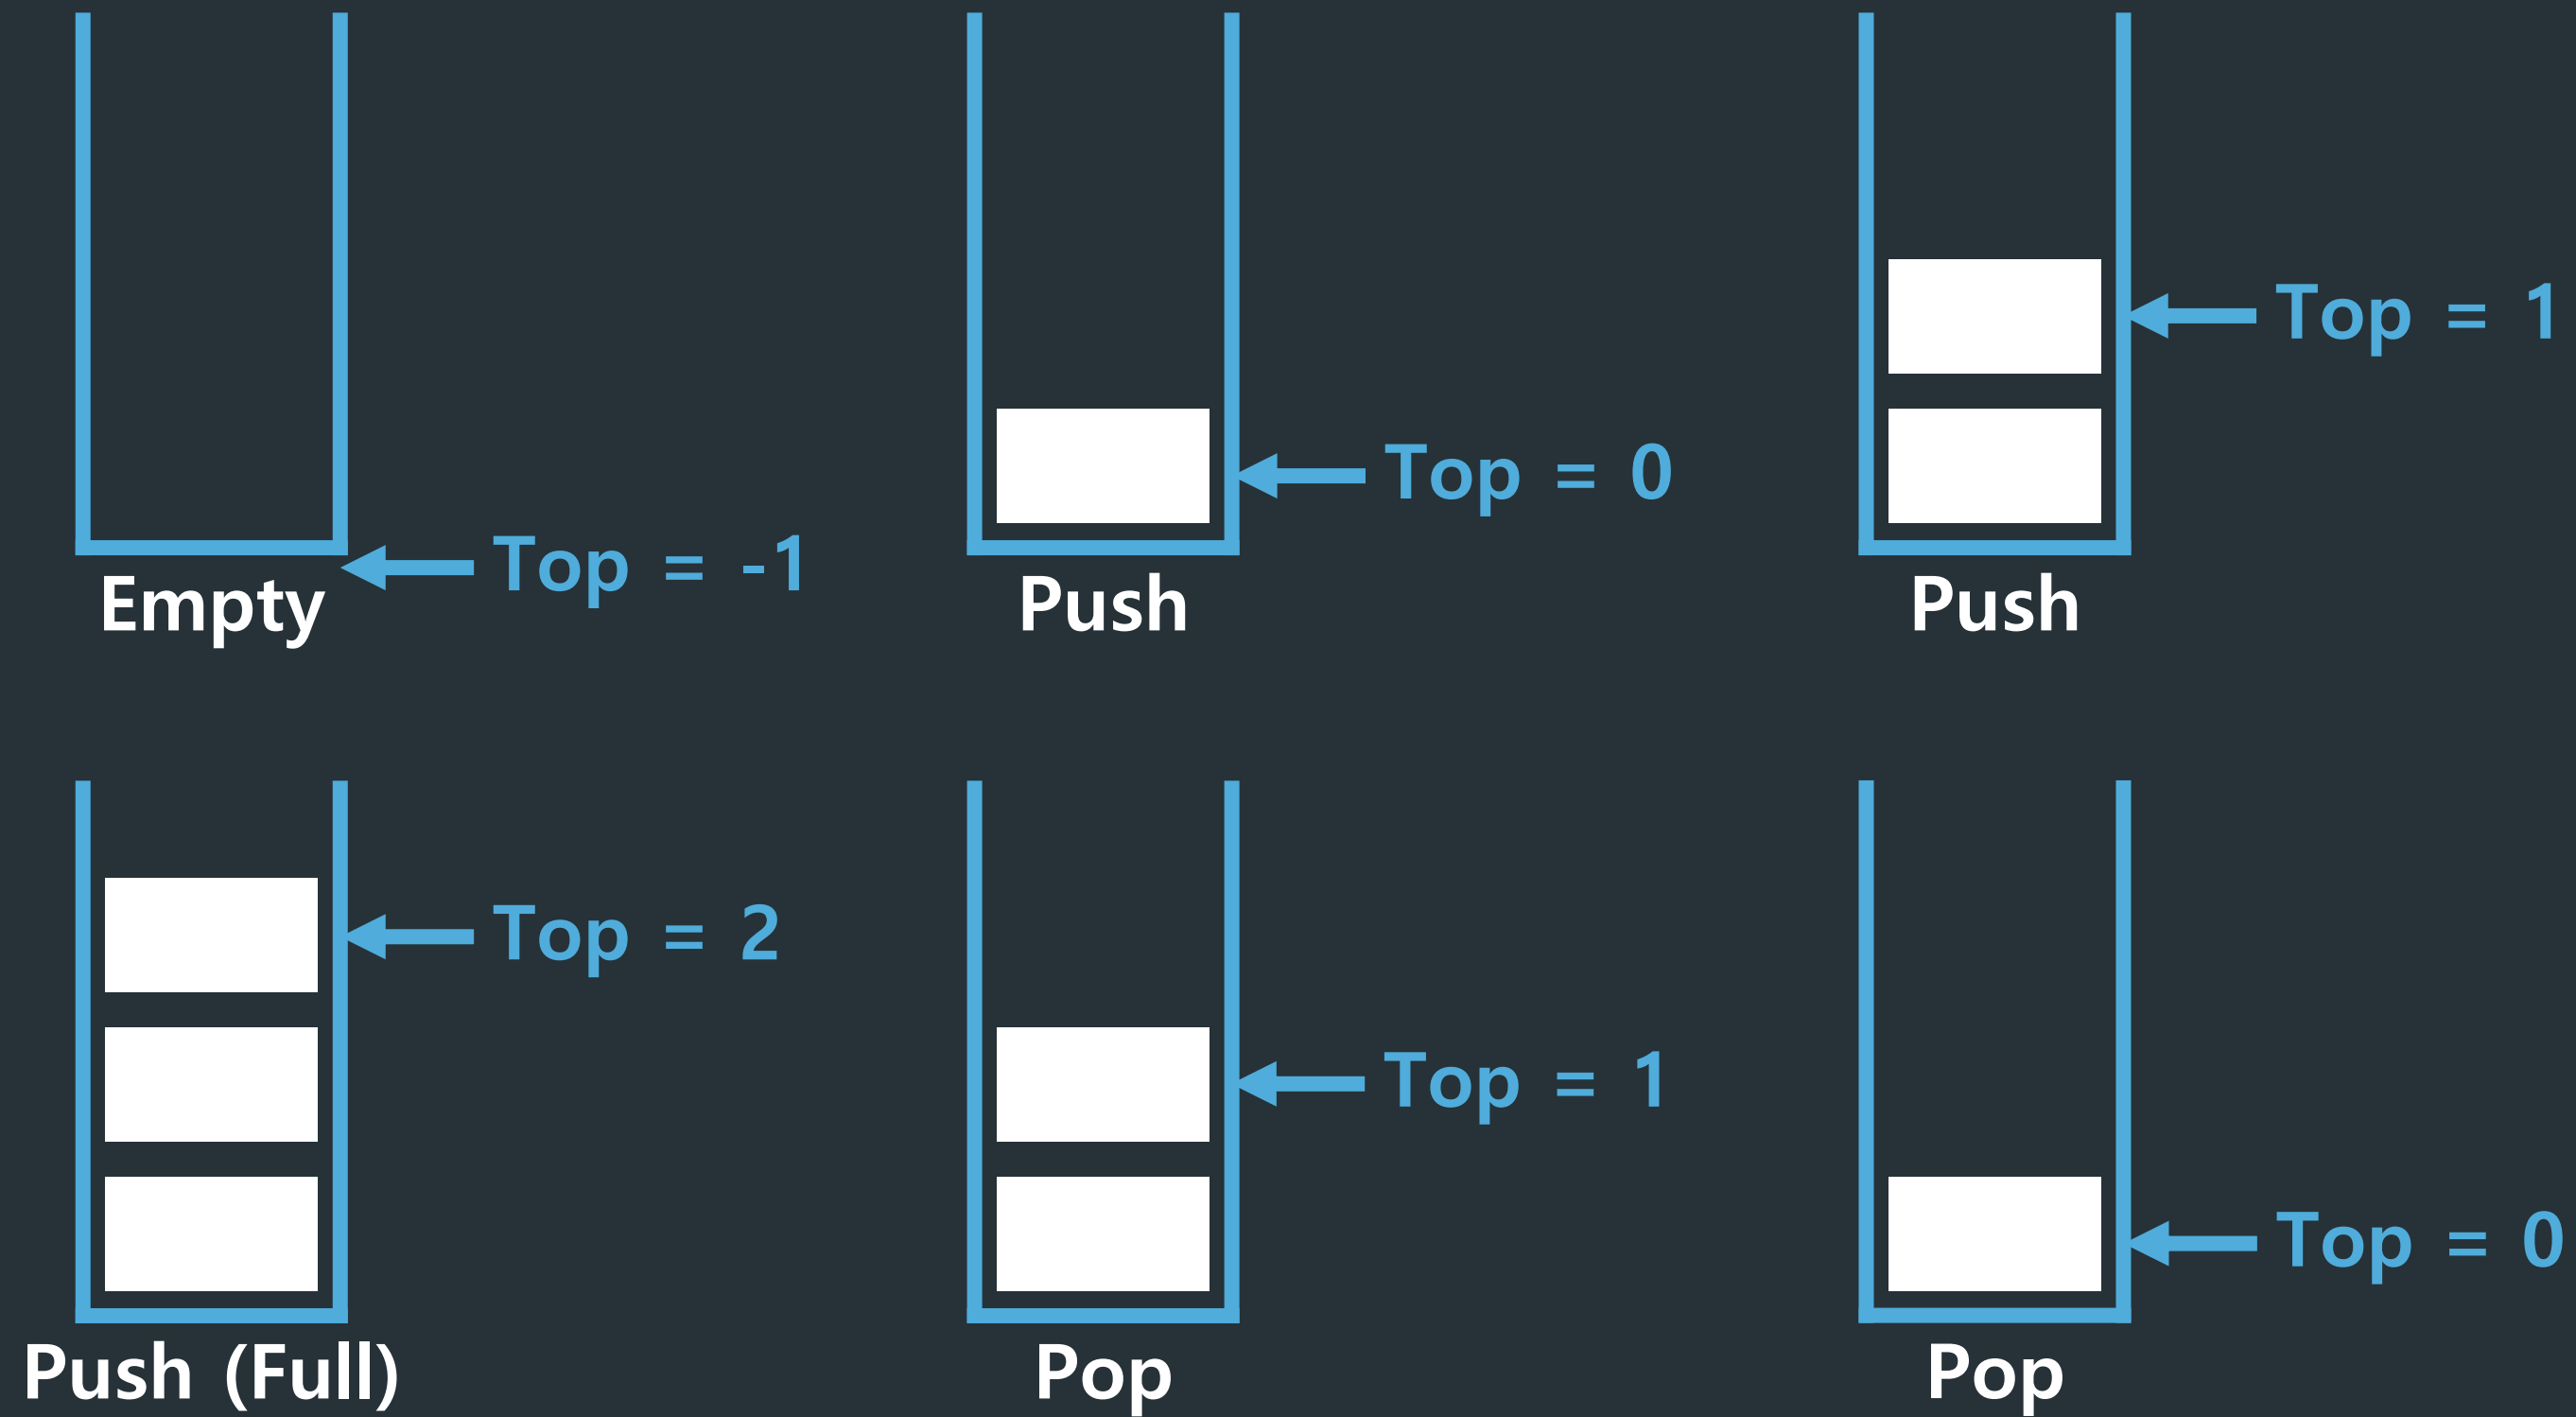 Top = -1
Empty
Top = 0
Push
Top = 1
Push
Top = 2
Push (Full)
Top = 1
Pop
Top = 0
Pop